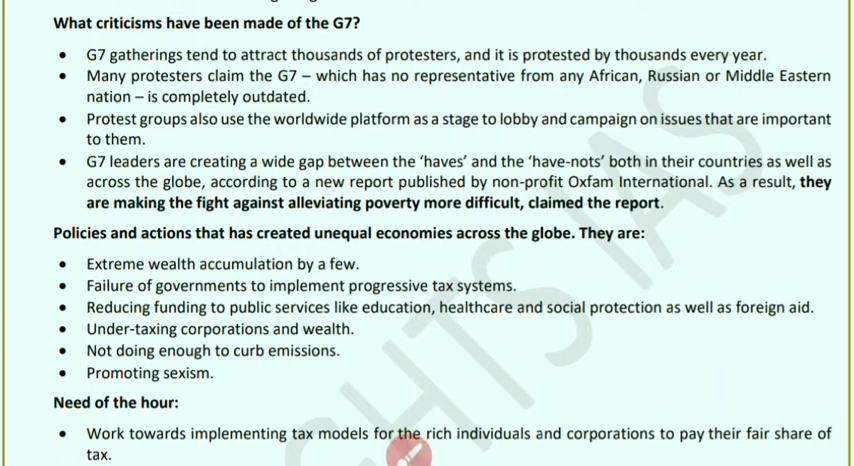 What criticisms have been made of the G7?
• G7 gatherings tend to attract thousands of protesters, and it is protested by thousands every year.
• Many protesters claim the G7 – which has no representative from any African, Russian or Middle Eastern
nation – is completely outdated.
• Protest groups also use the worldwide platform as a stage to lobby and campaign on issues that are important
to them.
• G7 leaders are creating a wide gap between the ‘haves’ and the ‘have-nots’ both in their countries as well as
across the globe, according to a new report published by non-profit Oxfam International. As a result, they
are making the fight against alleviating poverty more difficult, claimed the report.
Policies and actions that has created unequal economies across the globe. They are:
• Extreme wealth accumulation by a few.
• Failure of governments to implement progressive tax systems.
• Reducing funding to public services like education, healthcare and social protection as well as foreign aid.
• Under-taxing corporations and wealth.
• Not doing enough to curb emissions.
• Promoting sexism.
Need of the hour:
• Work towards implementing tax models for the rich individuals and corporations to pay their fair share of
tax.
GHTS IAS